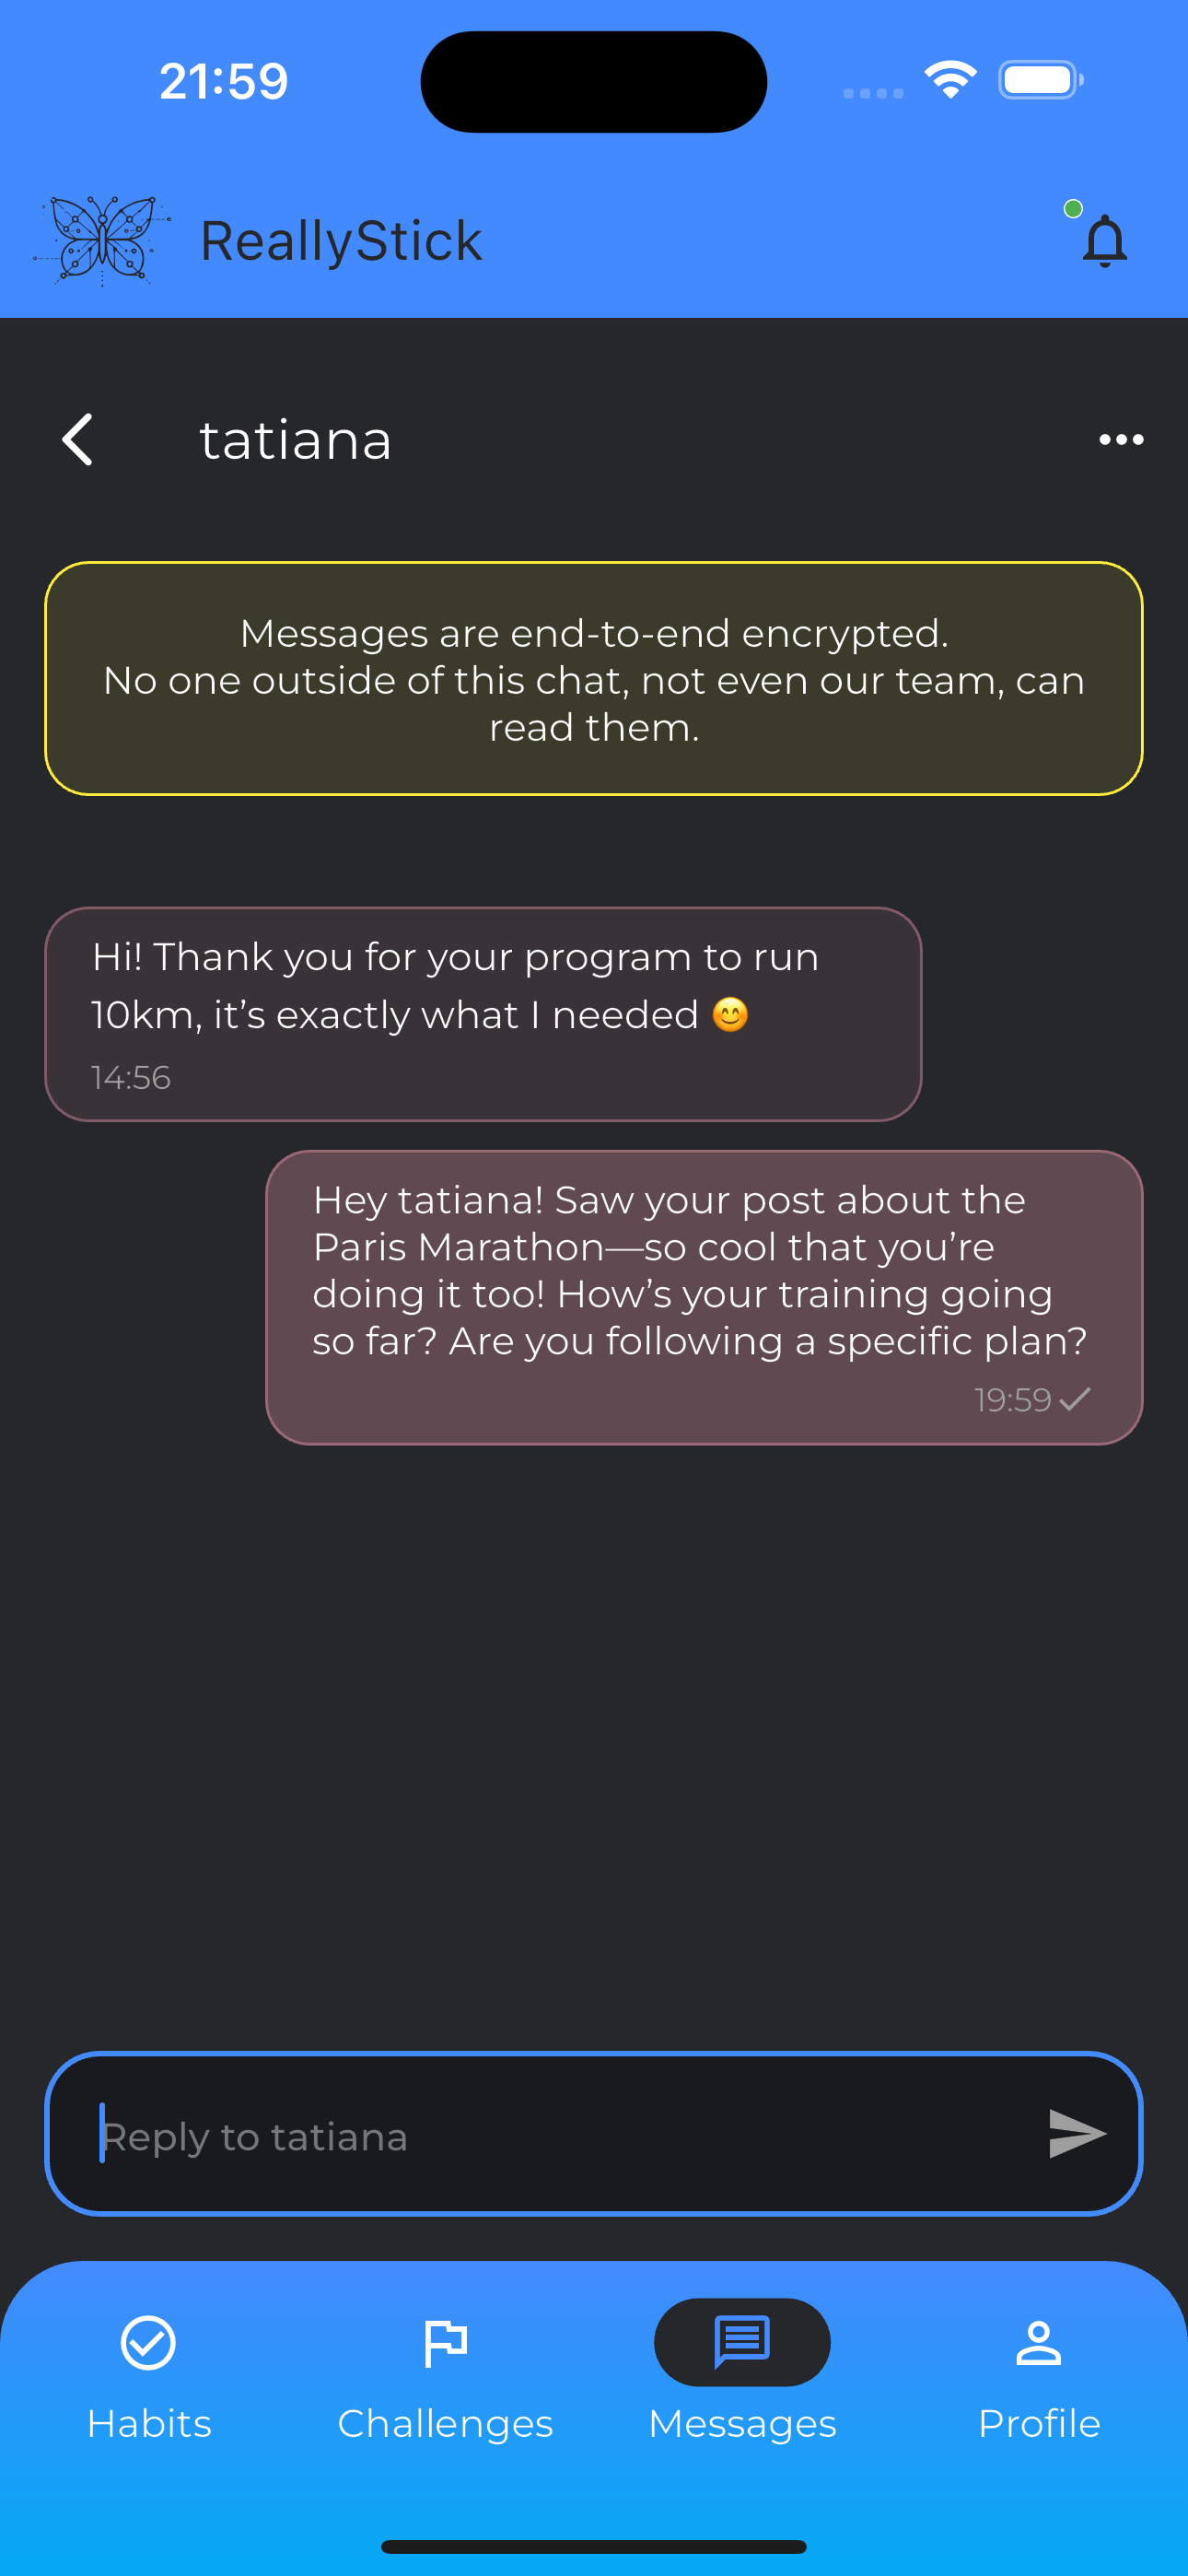 21:59
ReallyStick
tatiana
Messages are end-to-end encrypted.
No one outside of this chat, not even our team, can
read them.
Hi! Thank you for your program to run
10km, it’s exactly what I needed 😊
14:56
Hey tatiana! Saw your post about the
Paris Marathon—so cool that you’re
doing it too! How’s your training going
so far? Are you following a specific plan?
19:59
Reply to tatiana
Habits
Challenges
Messages
Profile